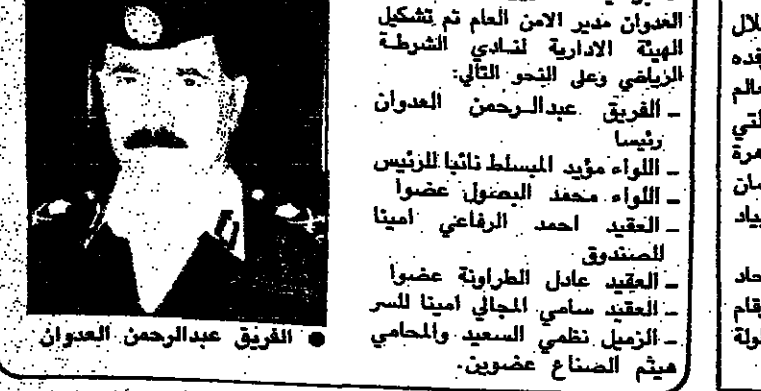 العدوان مدير الامن العام تم تشكيل
الهيئة الادارية لنادي الشرطة
الرياضي وعلى النحو التالي:
ـ الفريق عبدالـرحمن العدوان
رئيسا
ـ اللواء مؤيد المبسلط نائبا للرئيس
ـ اللواء محمد البصول عضوا
ـ العقيد احمد الرفاعي امينا
للصندوق
ـ العقيد عادل الطراونة عضوا
ـ العقيد سامي المجالي امينا للسر
ـ الزميل نظمي السعيد والمحامي
هيثم الصناع عضوين.
● الفريق عبدالرحمن العدوان